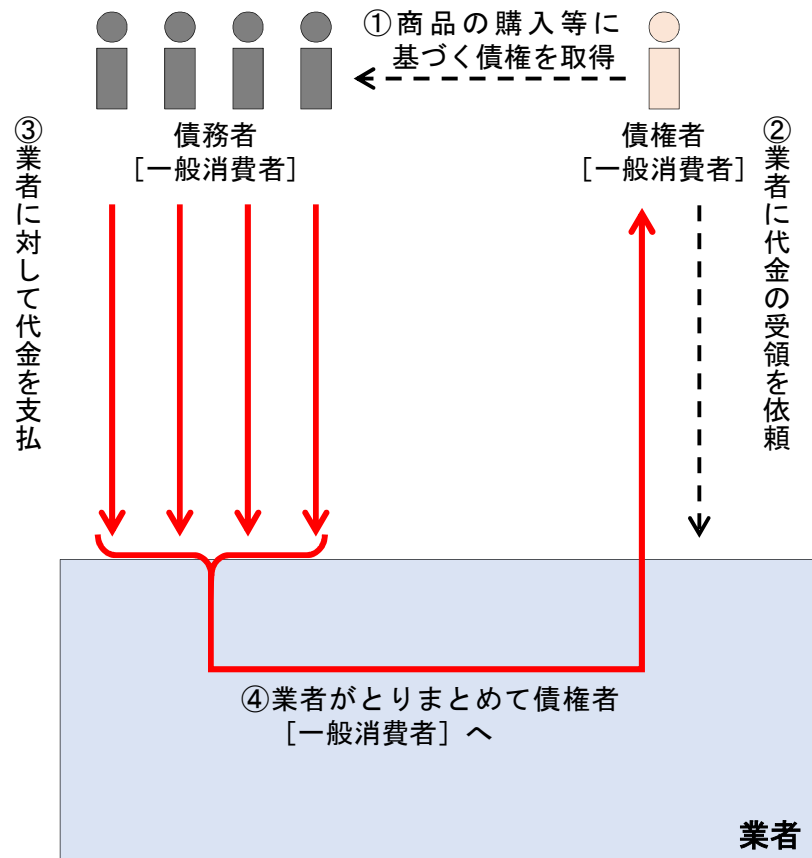 ①商品の購入等に
基づく債権を取得
債務者
［一般消費者］
債権者
［一般消費者］
②業者に代金の受領を依頼
③業者に対して代金を支払
④業者がとりまとめて債権者
［一般消費者］へ
業者